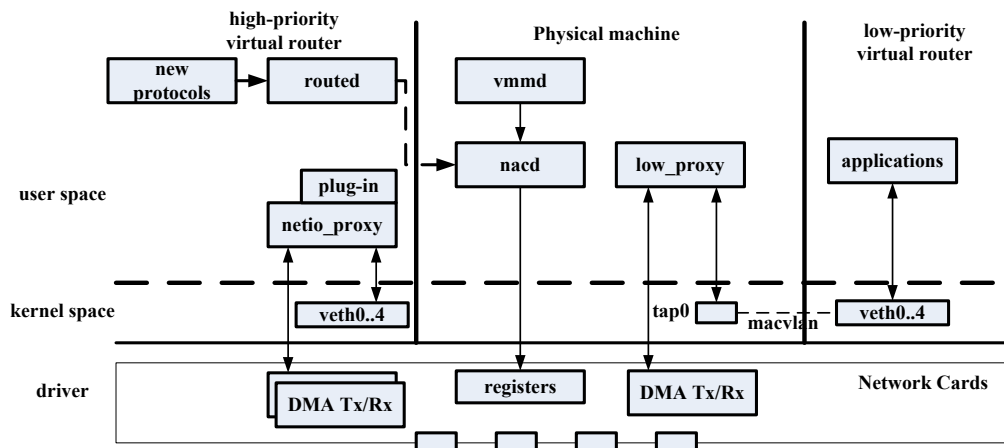 high-priority
virtual router
Physical machine
low-priority
virtual router
new
protocols
routed
vmmd
nacd
low_proxy
applications
user space
plug-in
netio_proxy
kernel space
veth0..4
tap0
macvlan
veth0..4
driver
DMA Tx/Rx
registers
DMA Tx/Rx
Network Cards